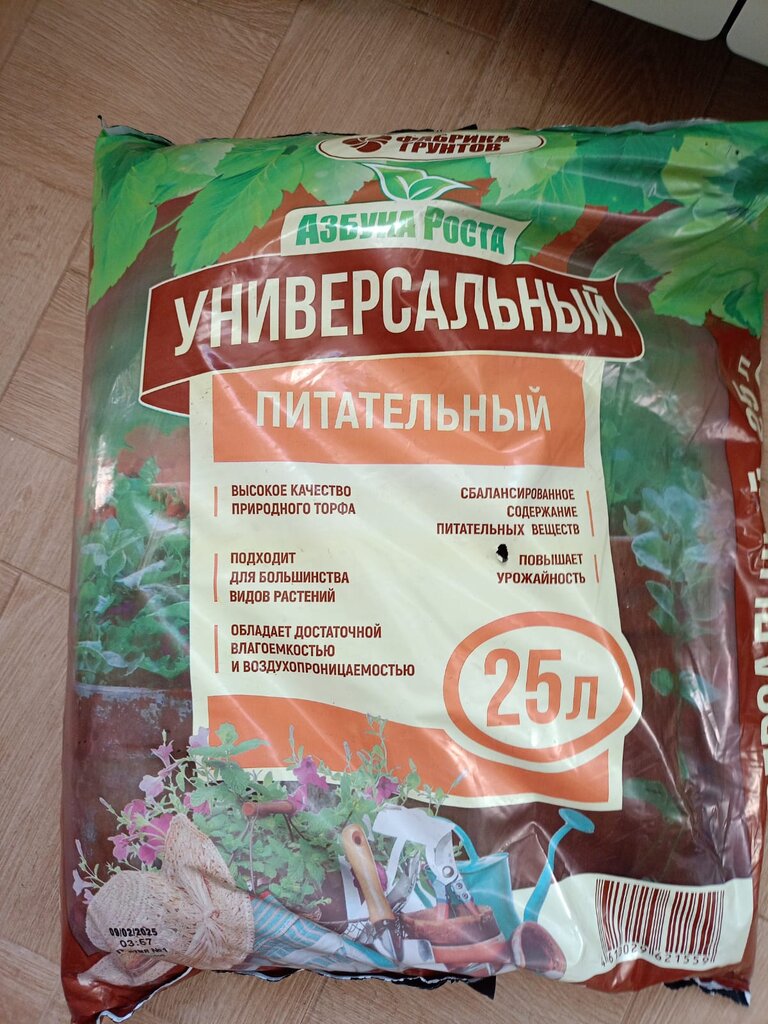 ФАБРИКА
ГРУНТОВ
АЗБУКА РОСТА
УНИВЕРСАЛЬНЫЙ
ПИТАТЕЛЬНЫЙ
ВЫСОКОЕ КАЧЕСТВО
ПРИРОДНОГО ТОРФА
ПОДХОДИТ
ДЛЯ БОЛЬШИНСТВА
ВИДОВ РАСТЕНИЙ
ОБЛАДАЕТ ДОСТАТОЧНОЙ
ВЛАГОЕМКОСТЬЮ
И ВОЗДУХОПРОНИЦАЕМОСТЬЮ
СБАЛАНСИРОВАННОЕ
СОДЕРЖАНИЕ
ПИТАТЕЛЬНЫХ ВЕЩЕСТВ
ПОВЫШАЕТ
УРОЖАЙНОСТЬ
25л
09/02/2025
03:57
25 л